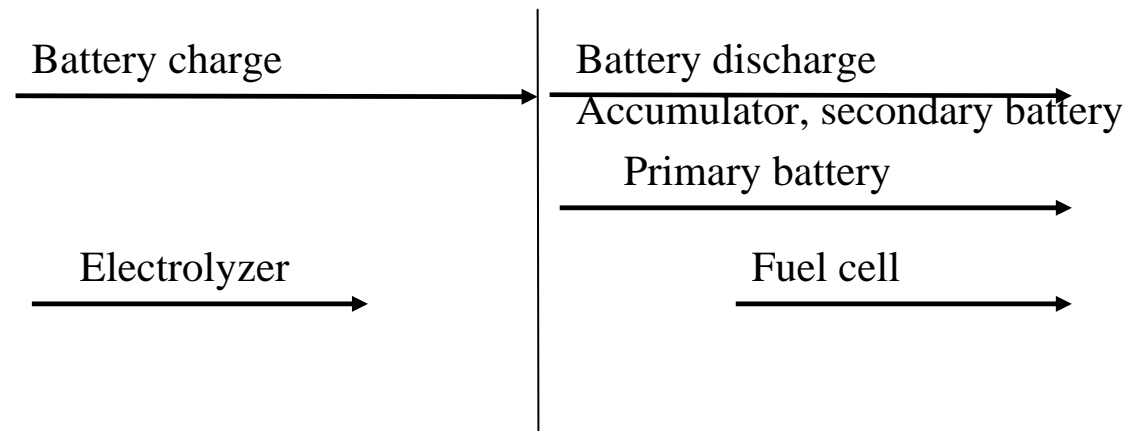 Battery charge
Battery discharge
Accumulator, secondary battery
Primary battery
Electrolyzer
Fuel cell